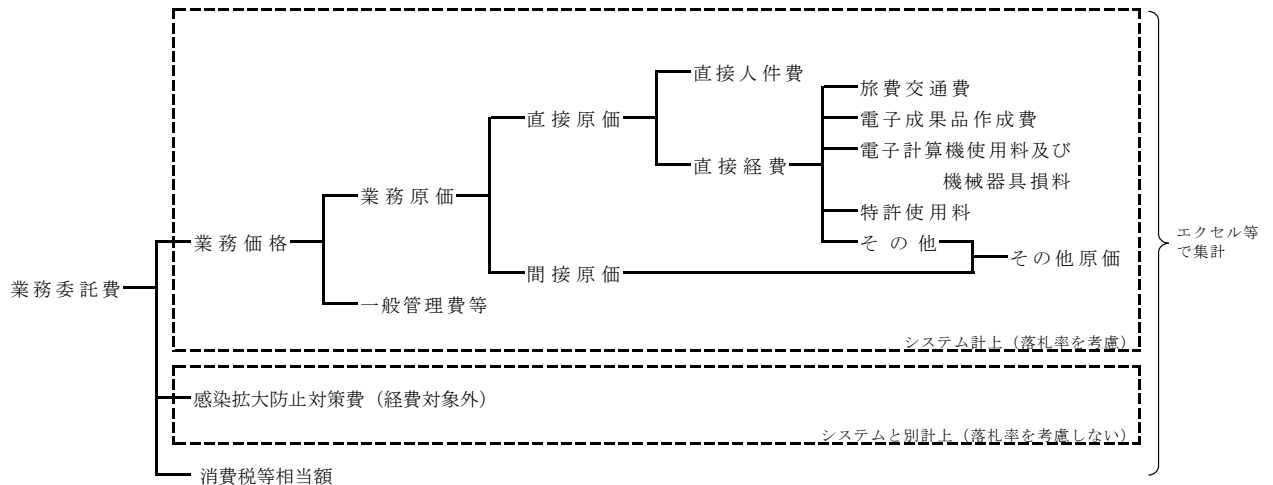 直接人件費
旅費交通費
直接原価
電子成果品作成費
電子計算機使用料及び
直接経費
機械器具損料
業務原価
特許使用料
業務価格
その他
エクセル等
で集計
その他原価
間接原価
業務委託費
一般管理費等
システム計上（落札率を考慮）
感染拡大防止対策費（経費対象外）
システムと別計上（落札率を考慮しない）
消費税等相当額